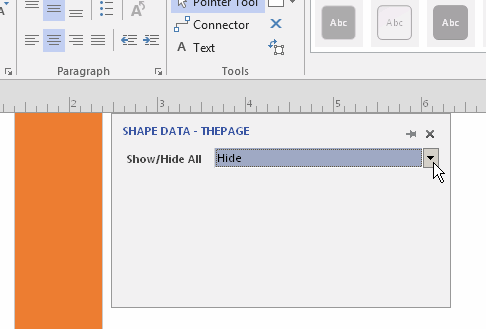 Pointer Tool
Connector
A Text
Abc Abc Abc
Paragraph
Tools
2 3 4 5 6
SHAPE DATA - THEPAGE
Show/Hide All Hide